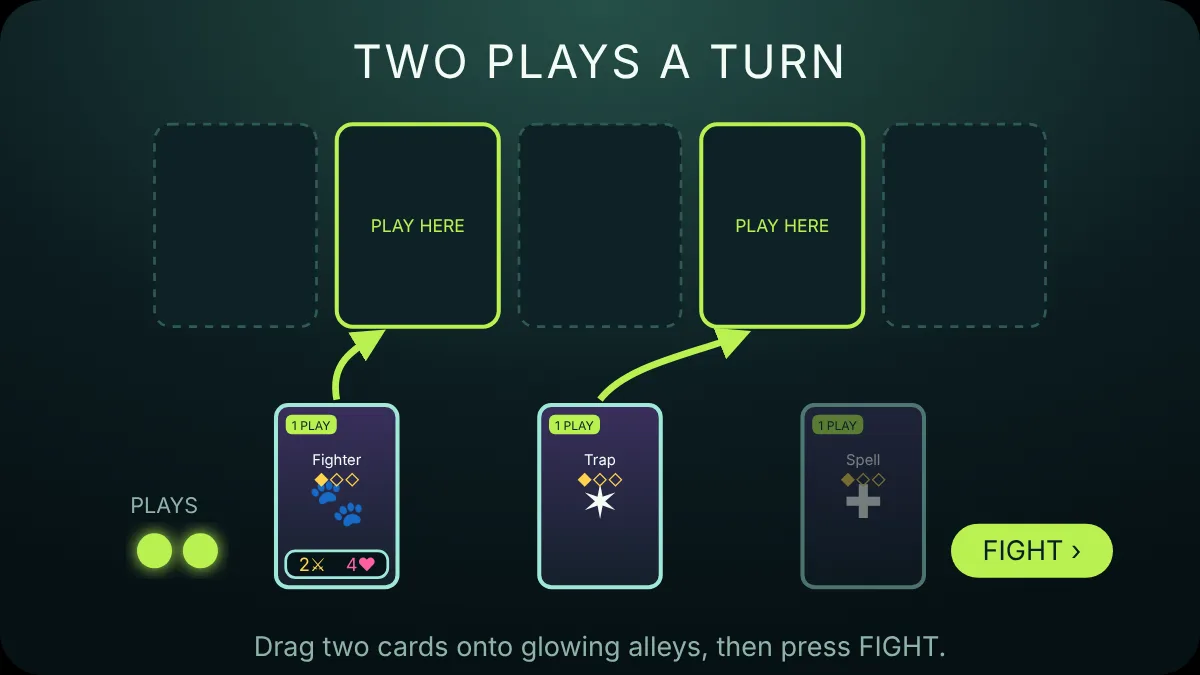 TWO PLAYS A TURN
PLAY HERE
PLAY HERE
1 PLAY
Fighter
2 4
1 PLAY
Trap
1 PLAY
Spell
PLAYS
FIGHT ›
Drag two cards onto glowing alleys, then press FIGHT.